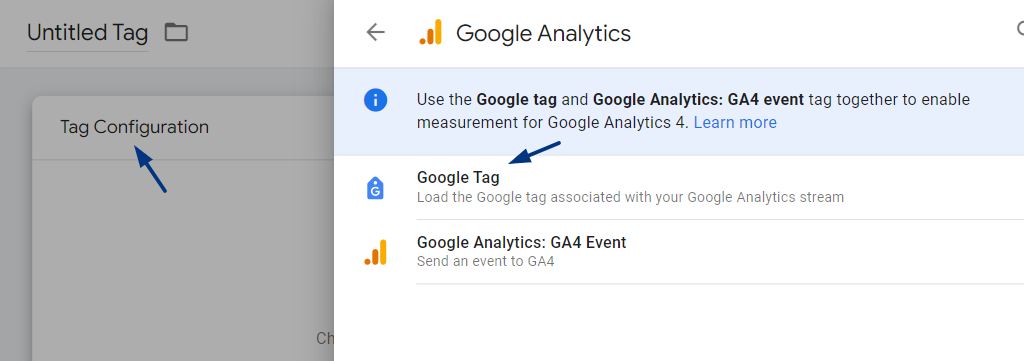 Untitled Tag
Google Analytics
Use the Google tag and Google Analytics: GA4 event tag together to enable
measurement for Google Analytics 4. Learn more
Tag Configuration
Google Tag
Load the Google tag associated with your Google Analytics stream
Google Analytics: GA4 Event
Send an event to GA4
Ch